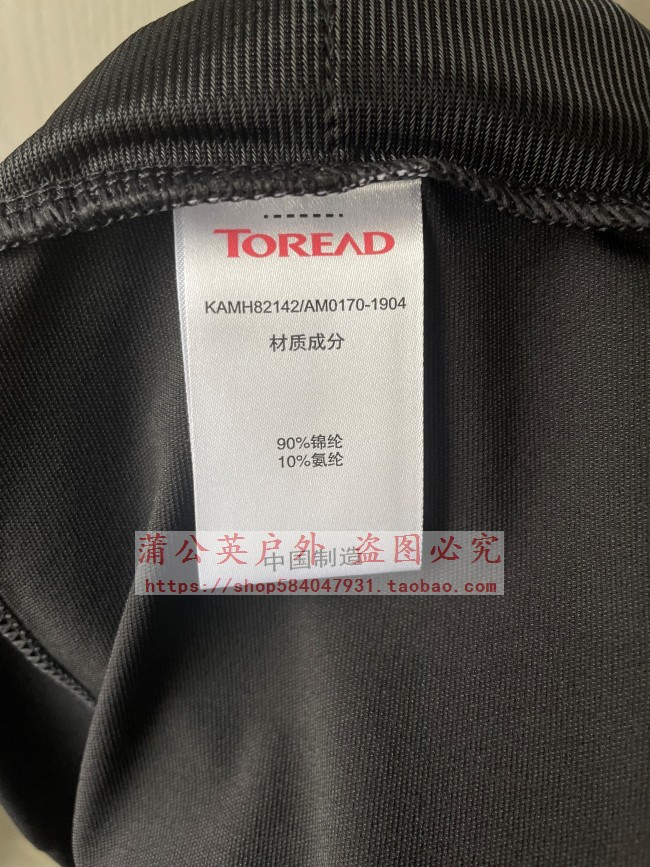 TOREAD
KAMH82142/AM0170-1904
材质成分
90%锦纶
10%氨纶
蒲公英户外 盗图必究
中国制造
https://shop584047931.taobao.com